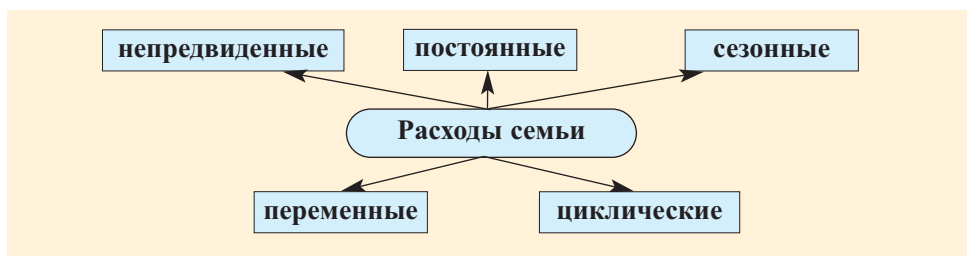 непредвиденные
постоянные
сезонные
Расходы семьи
переменные
циклические